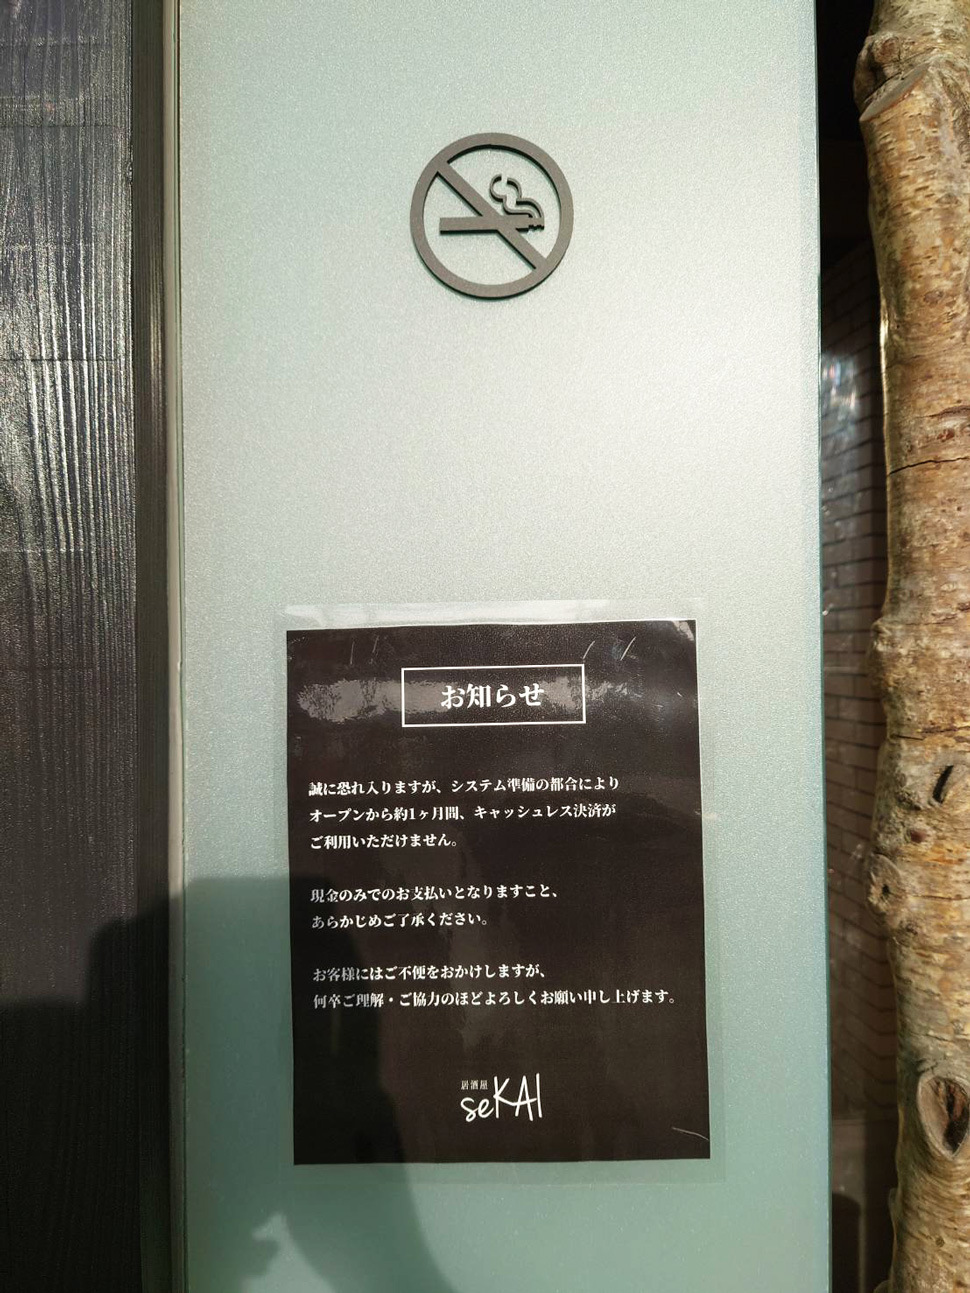 お知らせ
誠に恐れ入りますが、システム準備の都合により
オープンから約1ヶ月間、キャッシュレス決済が
ご利用いただけません。
現金のみでのお支払いとなりますこと、
あらかじめご了承ください。
お客様にはご不便をおかけしますが、
何卒ご理解・ご協力のほどよろしくお願い申し上げます。
居酒屋
seKAI